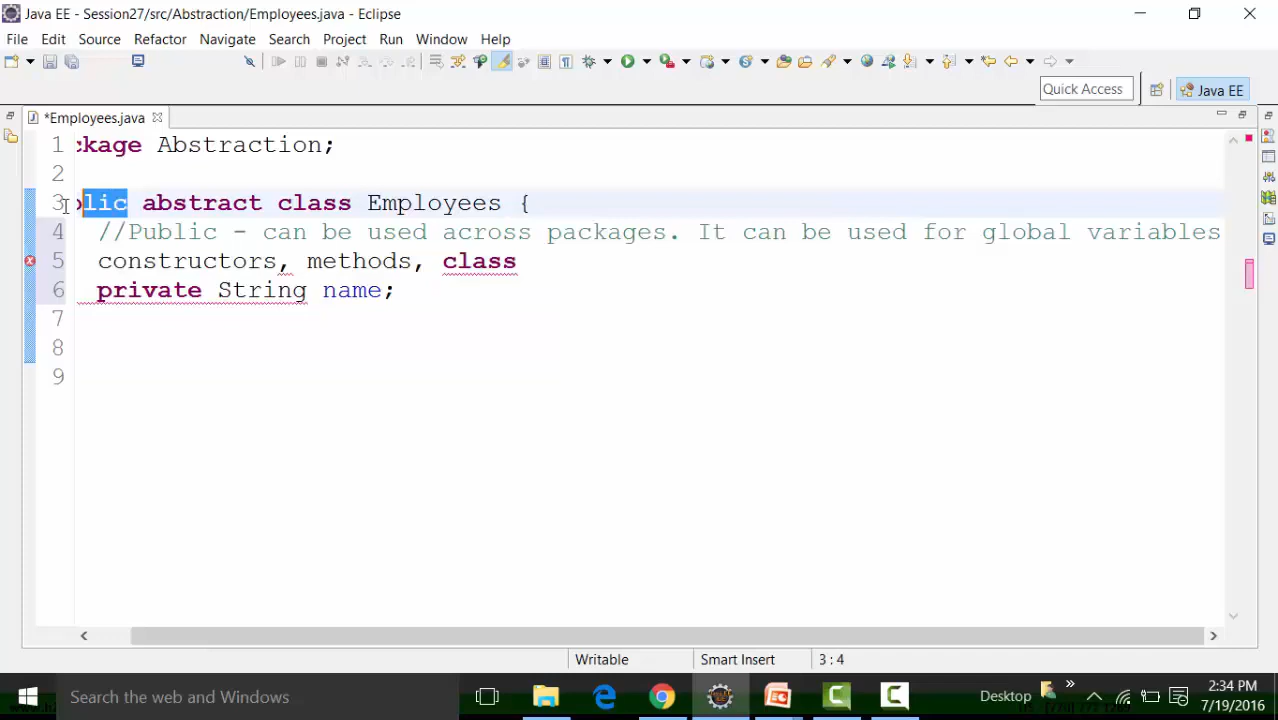 Java EE - Session27/src/Abstraction/Employees.java - Eclipse
File Edit Source Refactor Navigate Search Project Run Window Help
Quick Access
Java EE
*Employees.java
1 ckage Abstraction;
2
3 blic abstract class Employees {
4 //Public - can be used across packages. It can be used for global variables
5 constructors, methods, class
6 private String name;
7
8
9
Writable Smart Insert 3 : 4
Search the web and Windows
Desktop
2:34 PM
7/19/2016